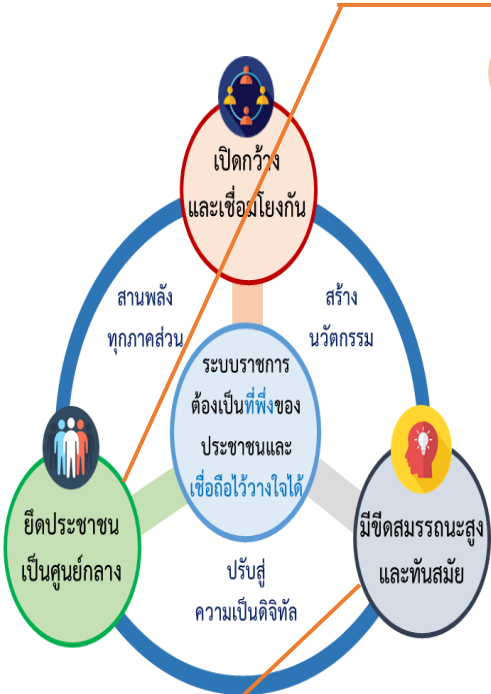 เปิดกว้าง
และเชื่อมโยงกัน
สานพลัง
ทุกภาคส่วน
สร้าง
นวัตกรรม
ระบบราชการ
ต้องเป็นที่พึ่งของ
ประชาชนและ
เชื่อถือไว้วางใจได้
ยึดประชาชน
เป็นศูนย์กลาง
มีขีดสมรรถนะสูง
และทันสมัย
ปรับสู่
ความเป็นดิจิทัล